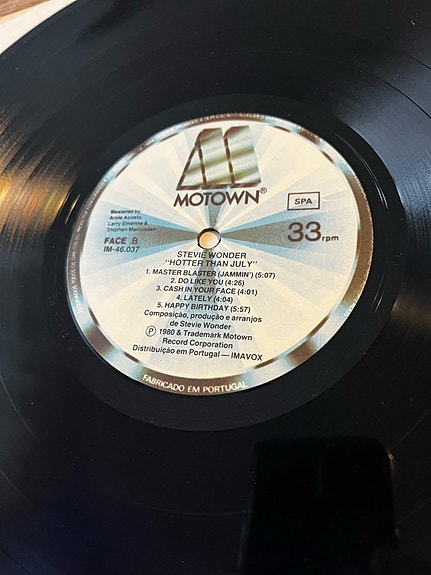 MOTOWN®
SPA
Mastered by
Arnie Acosta,
Larry Emerine &
Stephen Marcussen
FACE B
IM-46.037
33 rpm
STEVIE WONDER
"HOTTER THAN JULY"
1. MASTER BLASTER (JAMMIN') (5:07)
2. DO LIKE YOU (4:26)
3. CASH IN YOUR FACE (4:01)
4. LATELY (4:04)
5. HAPPY BIRTHDAY (5:57)
Composição, produção e arranjos
de Stevie Wonder
Ⓟ 1980 & Trademark Motown
Record Corporation
Distribuição em Portugal — IMAVOX
FABRICADO EM PORTUGAL